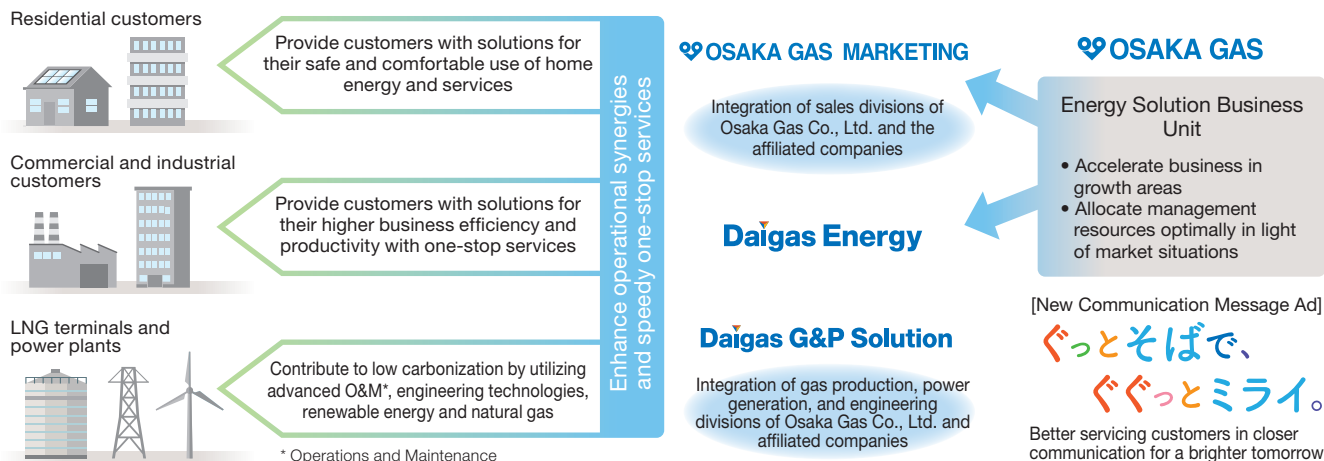 Residential customers
Provide customers with solutions for
their safe and comfortable use of home
energy and services
Commercial and industrial
customers
Provide customers with solutions for
their higher business efficiency and
productivity with one-stop services
LNG terminals and
power plants
Contribute to low carbonization by utilizing
advanced O&M*, engineering technologies,
renewable energy and natural gas
* Operations and Maintenance
Enhance operational synergies
and speedy one-stop services
OSAKA GAS MARKETING
Integration of sales divisions of
Osaka Gas Co., Ltd. and the
affiliated companies
Daigas Energy
Daigas G&P Solution
Integration of gas production, power
generation, and engineering
divisions of Osaka Gas Co., Ltd. and
affiliated companies
OSAKA GAS
Energy Solution Business
Unit
• Accelerate business in
growth areas
• Allocate management
resources optimally in light
of market situations
[New Communication Message Ad]
ぐっとそばで、
ぐぐっとミライ。
Better servicing customers in closer
communication for a brighter tomorrow